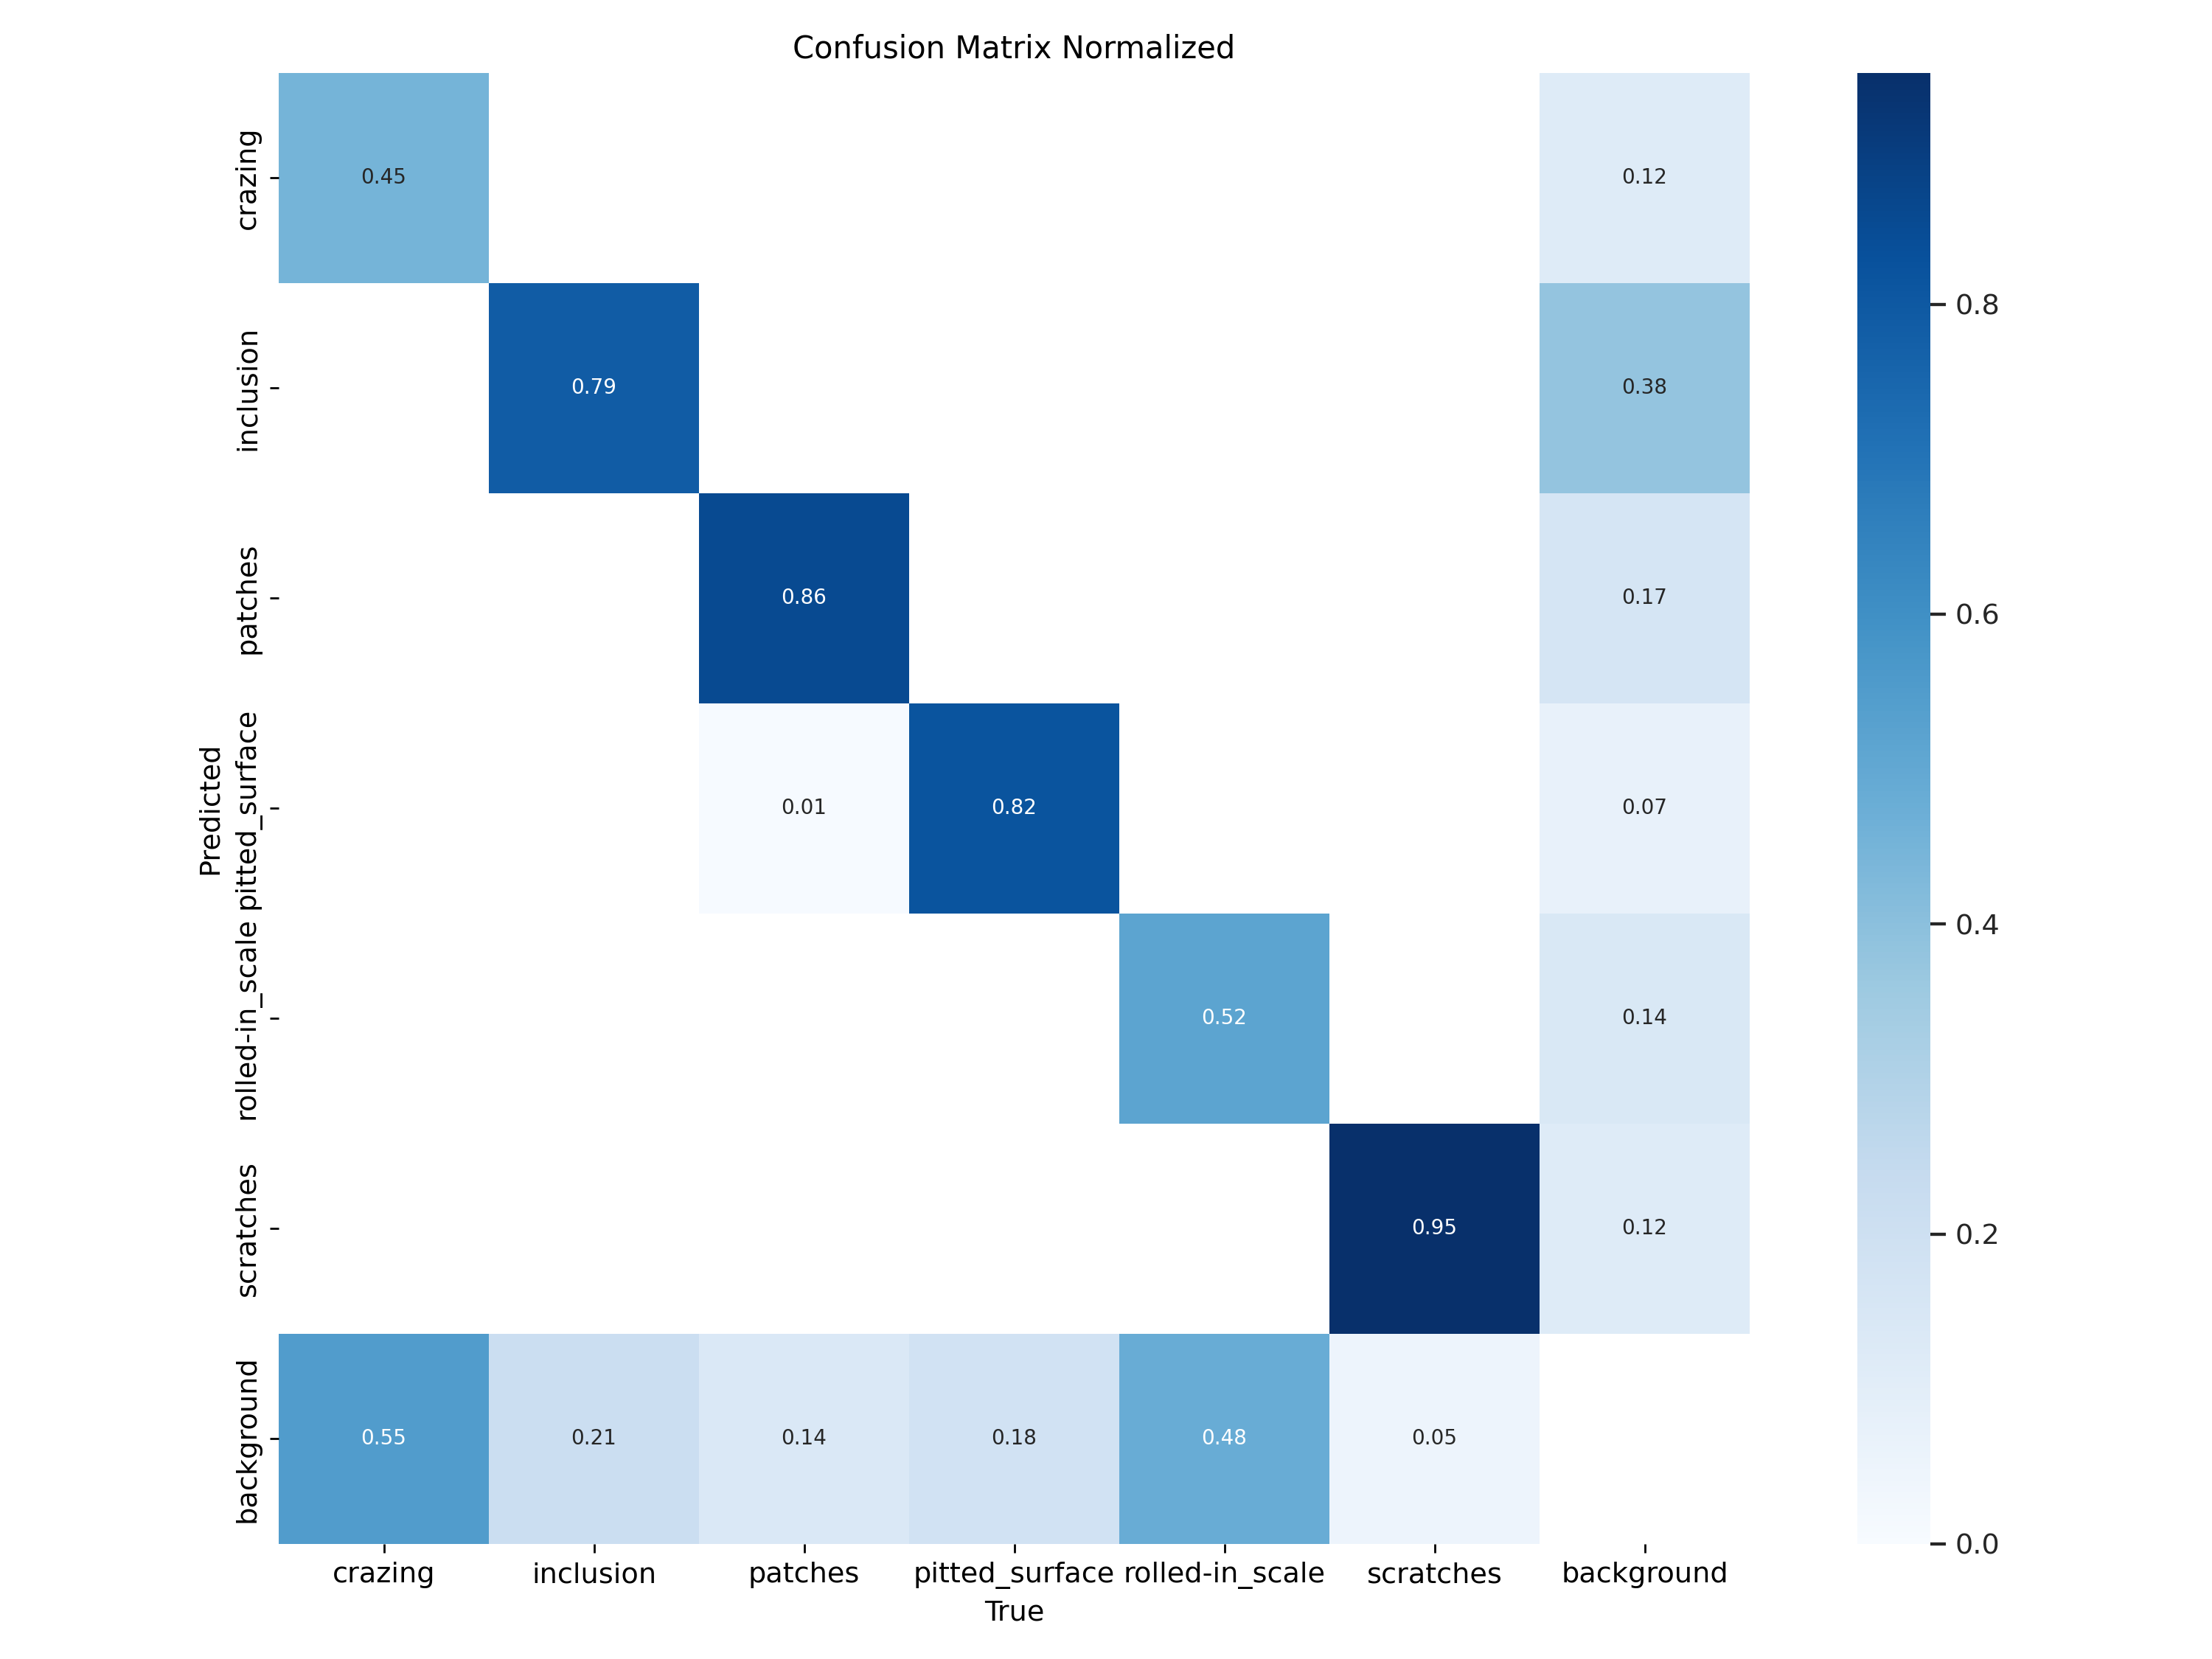 Confusion Matrix Normalized
crazing
0.45
0.12
inclusion
0.79
0.38
0.8
patches
0.86
0.17
0.6
Predicted
pitted_surface
0.01
0.82
0.07
0.4
rolled-in_scale
0.52
0.14
scratches
0.95
0.12
0.2
background
0.55
0.21
0.14
0.18
0.48
0.05
0.0
crazing inclusion patches pitted_surface rolled-in_scale scratches background
True